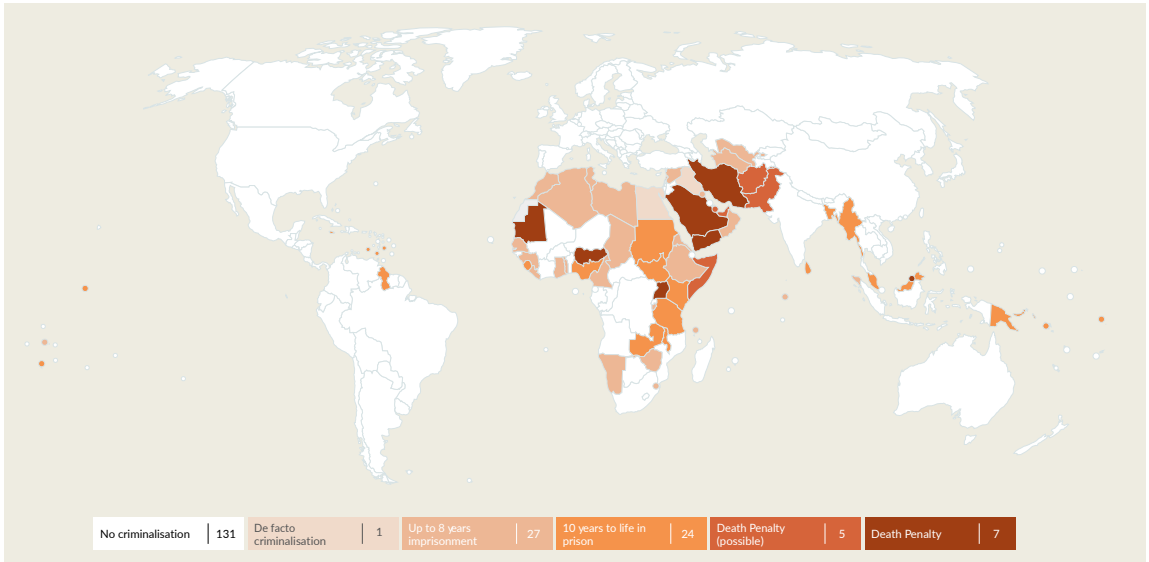 No criminalisation 131
De facto
criminalisation 1
Up to 8 years
imprisonment 27
10 years to life in
prison 24
Death Penalty
(possible) 5
Death Penalty 7